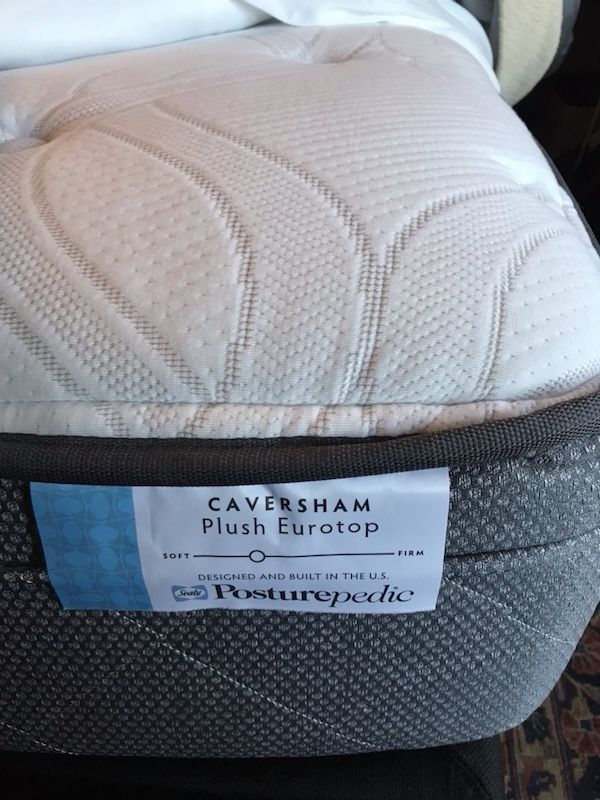 CAVERSHAM
Plush Eurotop
SOFT FIRM
DESIGNED AND BUILT IN THE U.S.
Sealy Posturepedic